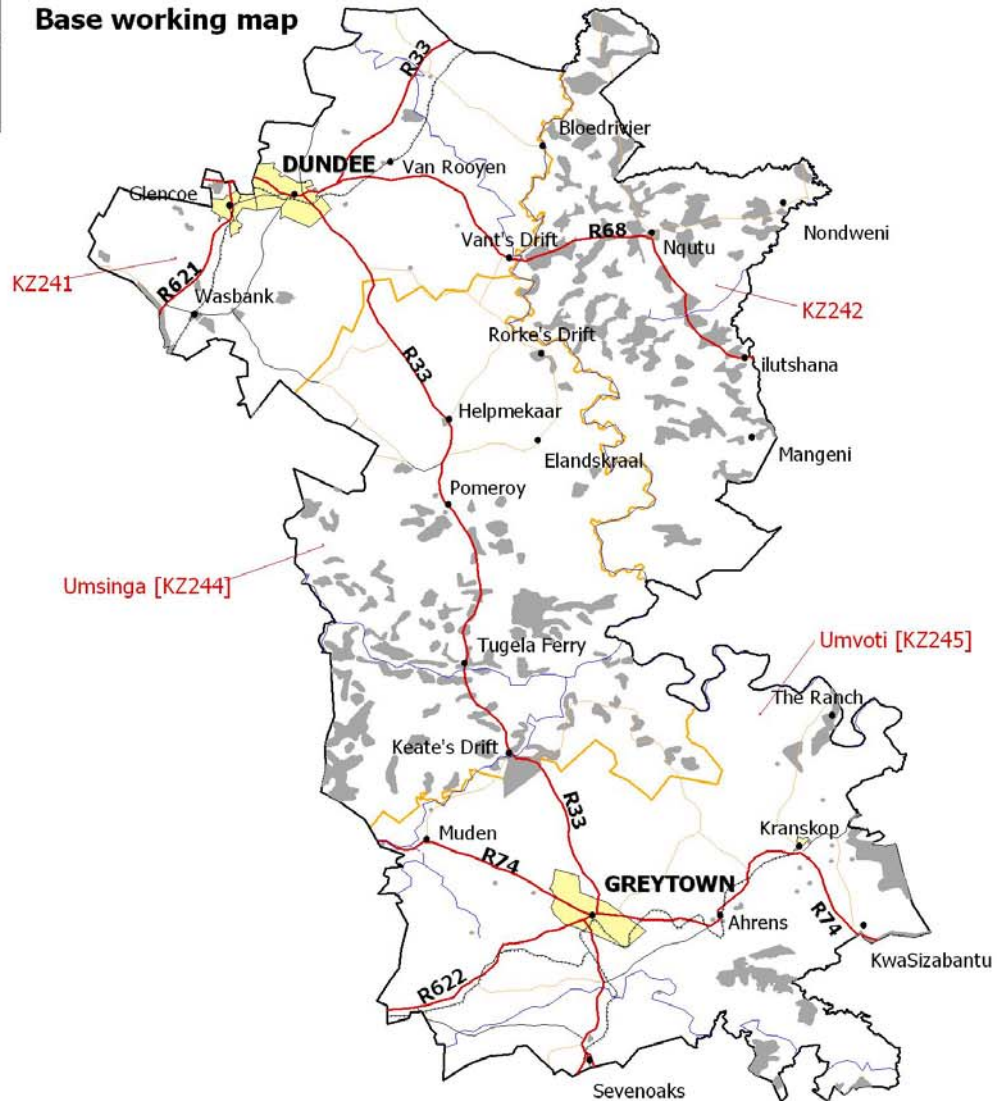 Base working map
R33
Bloedrivier
DUNDEE
Van Rooyen
Glencoe
Nondweni
Vant's Drift
R68
Nqutu
KZ241
R621
Wasbank
KZ242
Rorke's Drift
ilutshana
R33
Helpmekaar
Elandskraal
Mangeni
Pomeroy
Umsinga [KZ244]
Tugela Ferry
Umvoti [KZ245]
The Ranch
Keate's Drift
R33
Kranskop
Muden
R74
GREYTOWN
Ahrens
R74
KwaSizabantu
R622
Sevenoaks